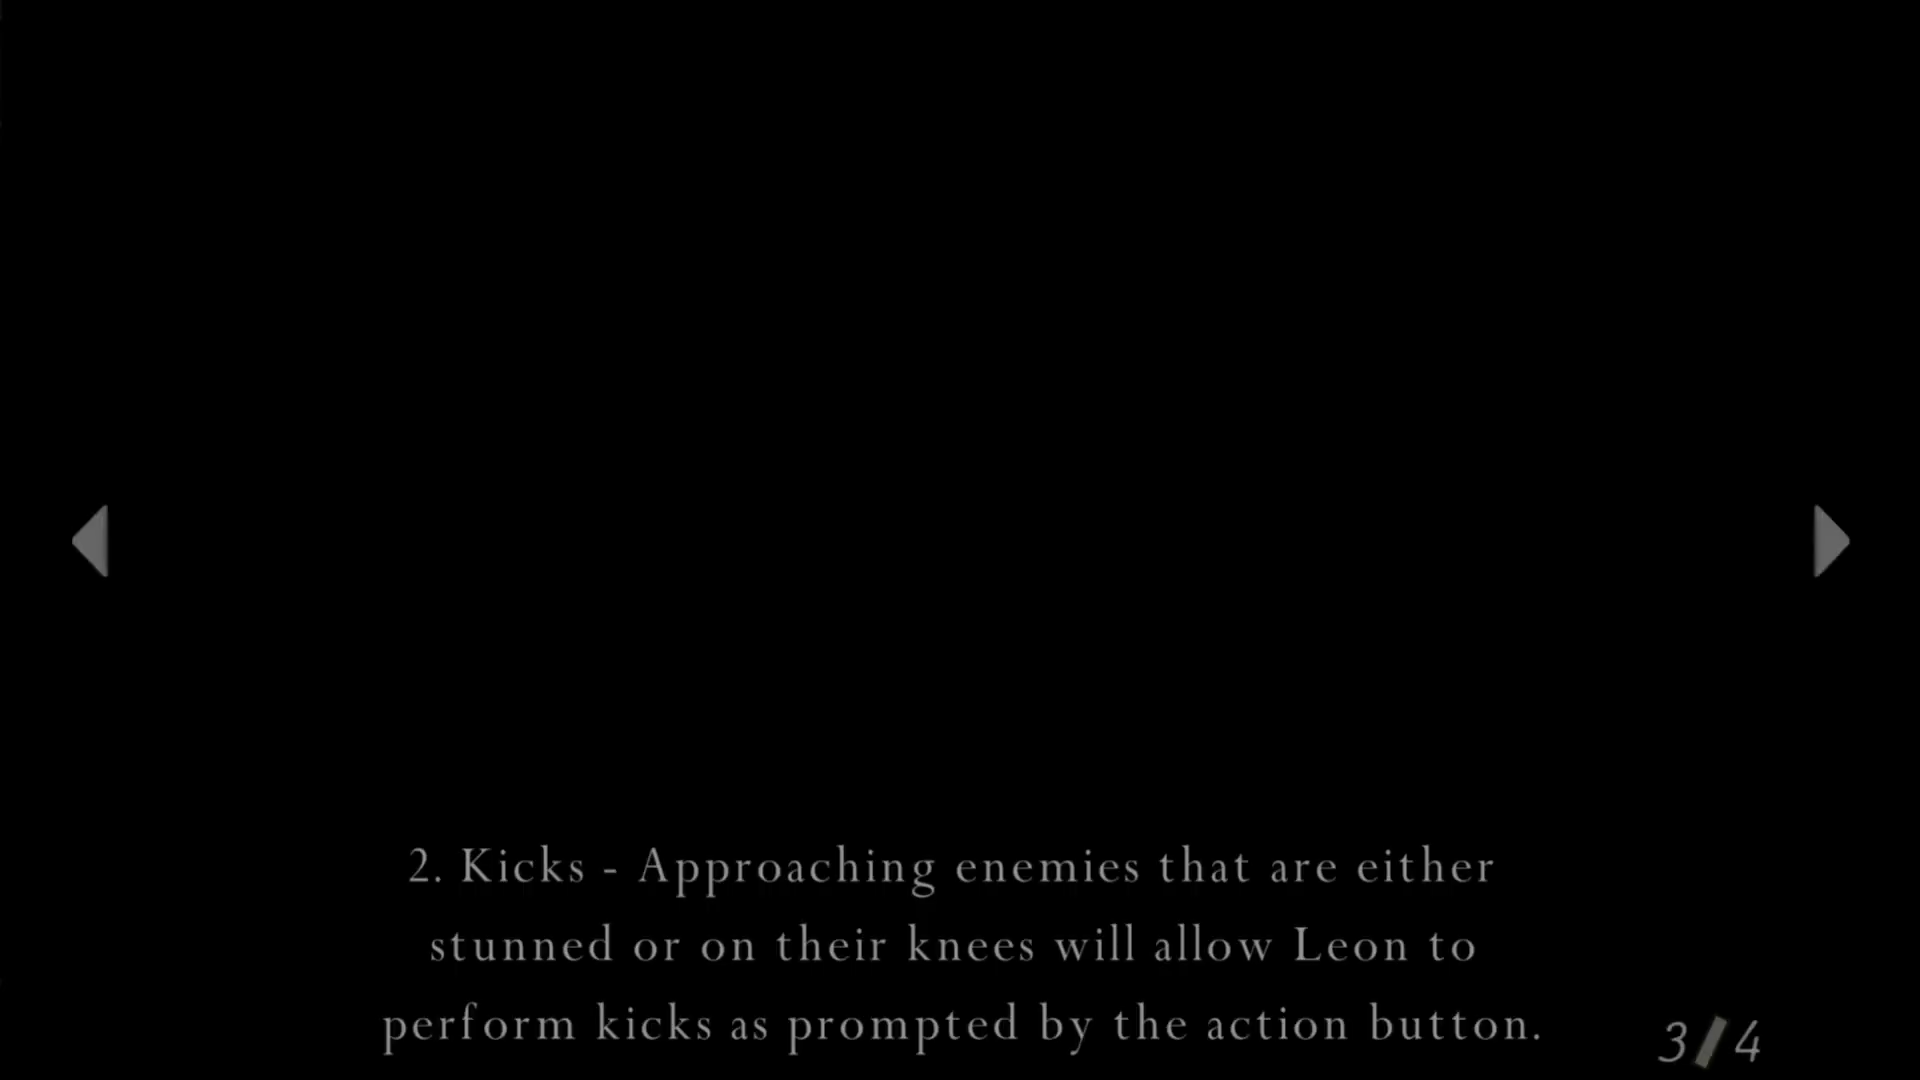 2. Kicks - Approaching enemies that are either
stunned or on their knees will allow Leon to
perform kicks as prompted by the action button.
3/4